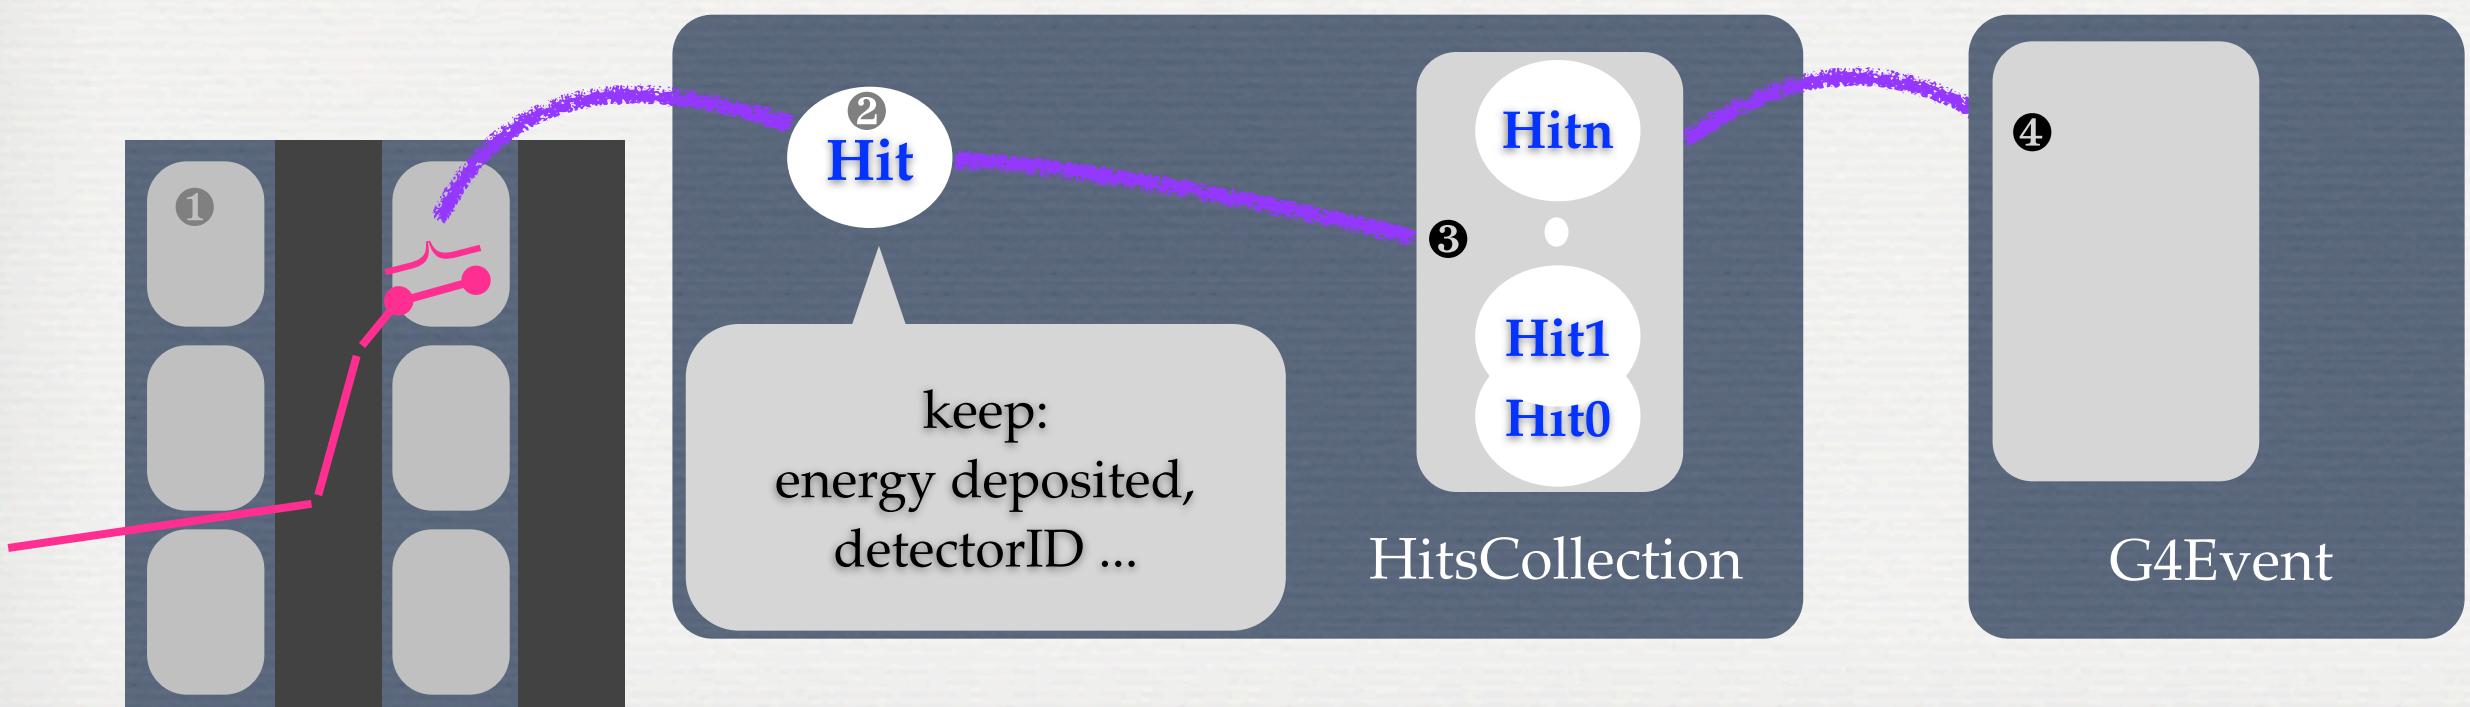 ❶
❷
Hit
❸
Hitn
Hit1
Hit0
keep:
energy deposited,
detectorID ...
HitsCollection
❹
G4Event